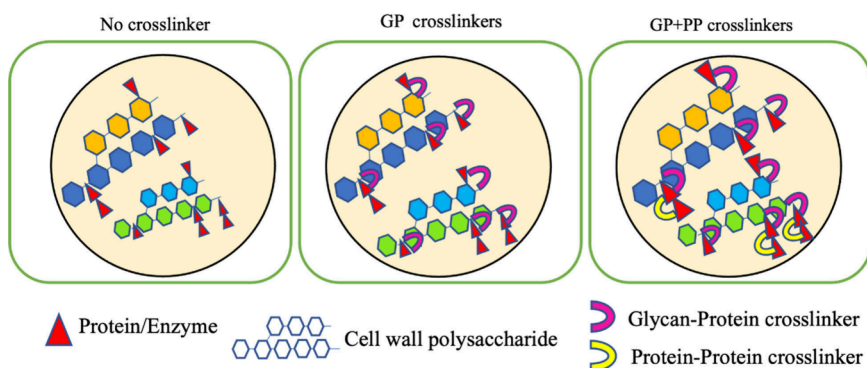 No crosslinker
GP crosslinkers
GP+PP crosslinkers
Protein/Enzyme
Cell wall polysaccharide
Glycan-Protein crosslinker
Protein-Protein crosslinker